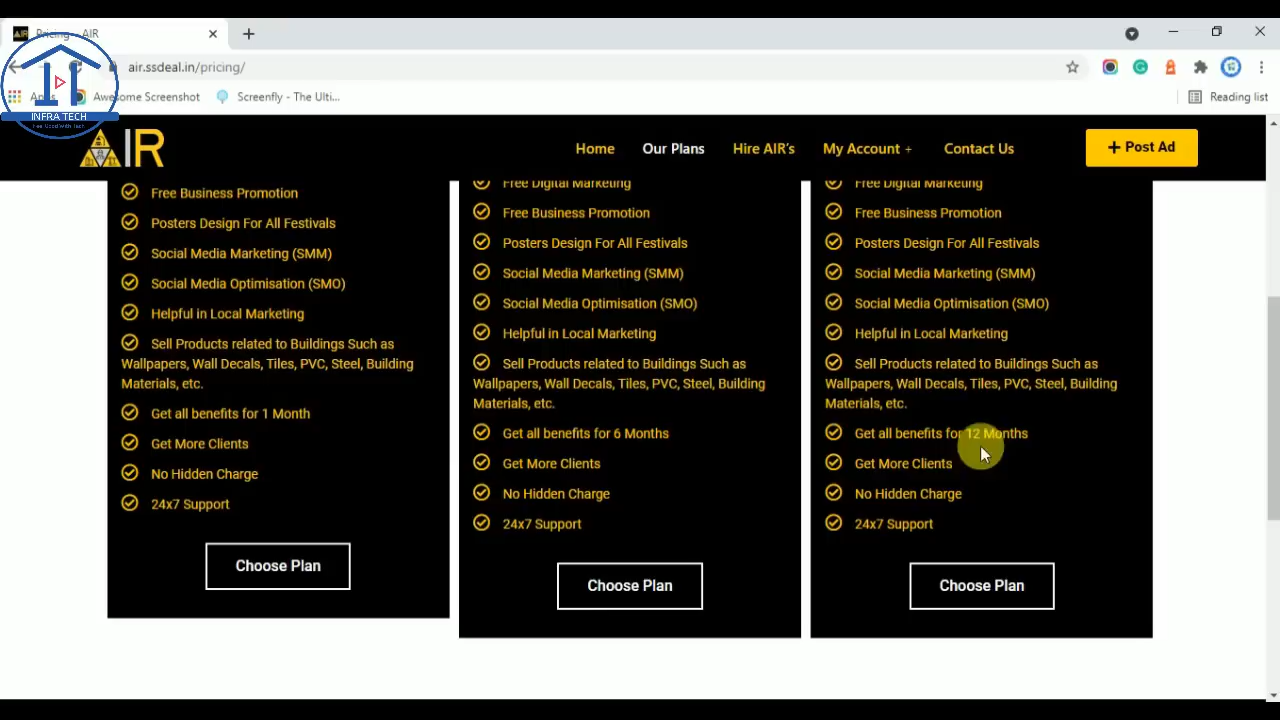 Pricing - AIR
air.ssdeal.in/pricing/
Apps
Awesome Screenshot
Screenfly - The Ulti...
Reading list
INFRA TECH
Feel Good With Tech
AIR
Home
Our Plans
Hire AIR's
My Account +
Contact Us
+ Post Ad
Free Business Promotion
Posters Design For All Festivals
Social Media Marketing (SMM)
Social Media Optimisation (SMO)
Helpful in Local Marketing
Sell Products related to Buildings Such as
Wallpapers, Wall Decals, Tiles, PVC, Steel, Building
Materials, etc.
Get all benefits for 1 Month
Get More Clients
No Hidden Charge
24x7 Support
Choose Plan
Free Digital Marketing
Free Business Promotion
Posters Design For All Festivals
Social Media Marketing (SMM)
Social Media Optimisation (SMO)
Helpful in Local Marketing
Sell Products related to Buildings Such as
Wallpapers, Wall Decals, Tiles, PVC, Steel, Building
Materials, etc.
Get all benefits for 6 Months
Get More Clients
No Hidden Charge
24x7 Support
Choose Plan
Free Digital Marketing
Free Business Promotion
Posters Design For All Festivals
Social Media Marketing (SMM)
Social Media Optimisation (SMO)
Helpful in Local Marketing
Sell Products related to Buildings Such as
Wallpapers, Wall Decals, Tiles, PVC, Steel, Building
Materials, etc.
Get all benefits for 12 Months
Get More Clients
No Hidden Charge
24x7 Support
Choose Plan